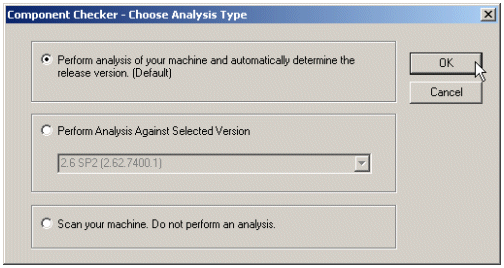 Component Checker - Choose Analysis Type
Perform analysis of your machine and automatically determine the
release version. (Default)
OK
Cancel
Perform Analysis Against Selected Version
2.6 SP2 (2.62.7400.1)
Scan your machine. Do not perform an analysis.